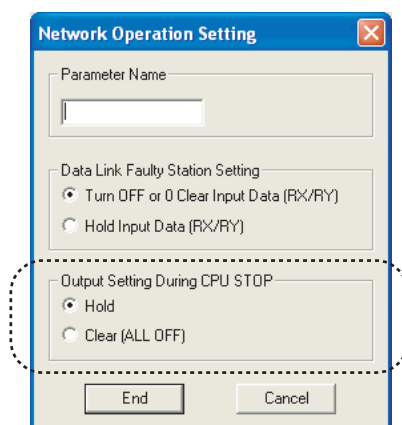 Network Operation Setting
Parameter Name
Data Link Faulty Station Setting
Turn OFF or 0 Clear Input Data (RX/RY)
Hold Input Data (RX/RY)
Output Setting During CPU STOP
Hold
Clear (ALL OFF)
End Cancel